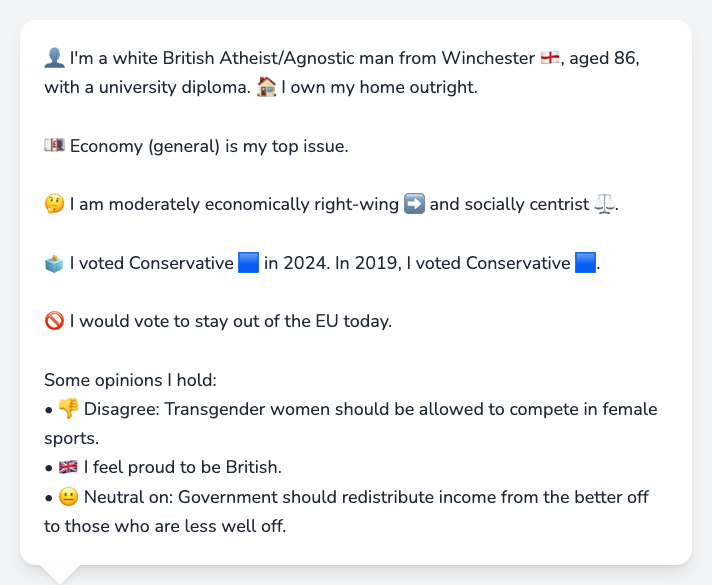 👤 I'm a white British Atheist/Agnostic man from Winchester 🏴󠁧󠁢󠁥󠁮󠁧󠁿, aged 86,
with a university diploma. 🏠 I own my home outright.
💷 Economy (general) is my top issue.
🤔 I am moderately economically right-wing ➡️ and socially centrist ⚖️.
🗳️ I voted Conservative 🟦 in 2024. In 2019, I voted Conservative 🟦.
🚫 I would vote to stay out of the EU today.
Some opinions I hold:
• 👎 Disagree: Transgender women should be allowed to compete in female
sports.
• 🇬🇧 I feel proud to be British.
• 😐 Neutral on: Government should redistribute income from the better off
to those who are less well off.